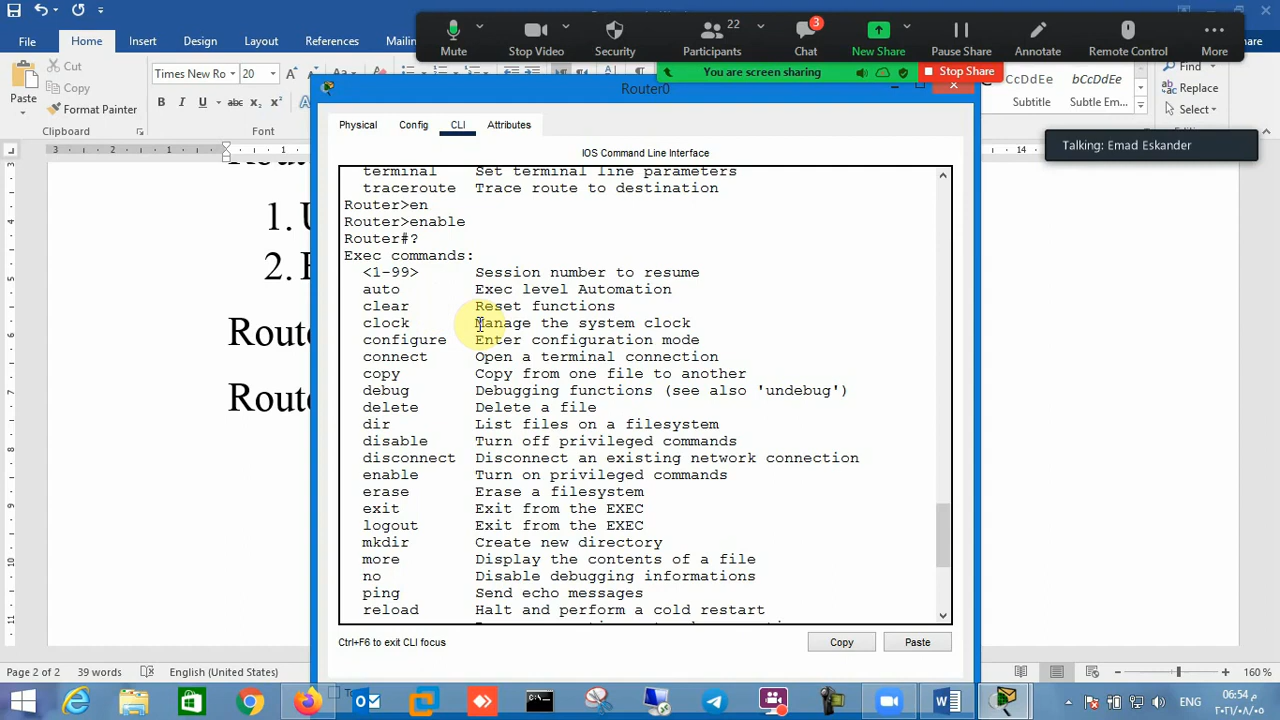 File Home Insert Design Layout References Mailin
Mute Stop Video Security Participants 22 Chat 3 New Share Pause Share Annotate Remote Control More
You are screen sharing Stop Share
Cut
Copy
Format Painter
Paste
Clipboard
Times New Ro 20
B I U abc
Font
CcDdEe
Subtitle
bCcDd
Subtle Em...
Find
Replace
Select
Talking: Emad Eskander
Router0
Physical Config CLI Attributes
IOS Command Line Interface
terminal Set terminal line parameters
traceroute Trace route to destination
Router>en
Router>enable
Router#?
Exec commands:
<1-99> Session number to resume
auto Exec level Automation
clear Reset functions
clock Manage the system clock
configure Enter configuration mode
connect Open a terminal connection
copy Copy from one file to another
debug Debugging functions (see also 'undebug')
delete Delete a file
dir List files on a filesystem
disable Turn off privileged commands
disconnect Disconnect an existing network connection
enable Turn on privileged commands
erase Erase a filesystem
exit Exit from the EXEC
logout Exit from the EXEC
mkdir Create new directory
more Display the contents of a file
no Disable debugging informations
ping Send echo messages
reload Halt and perform a cold restart
Ctrl+F6 to exit CLI focus
Copy Paste
1.
2.
Route
Route
Page 2 of 2 39 words English (United States) 160 %
ENG
06:54 م
٢٠٢١/٠٨/٠٥